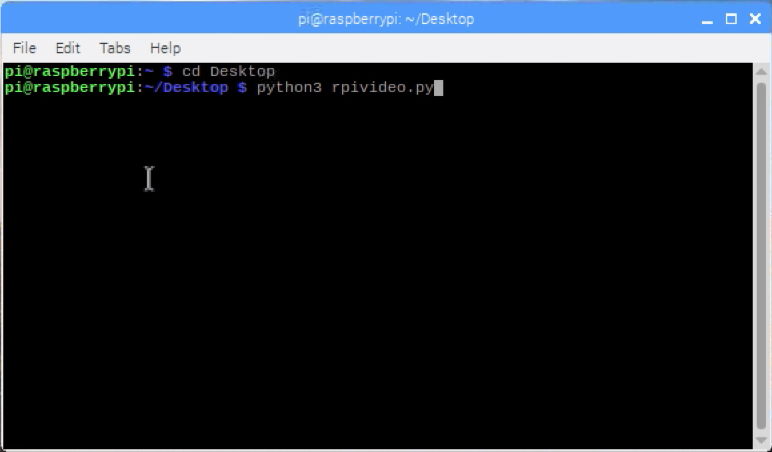 pi@raspberrypi: ~/Desktop
File Edit Tabs Help
pi@raspberrypi:~ $ cd Desktop
pi@raspberrypi:~/Desktop $ python3 rpivideo.py